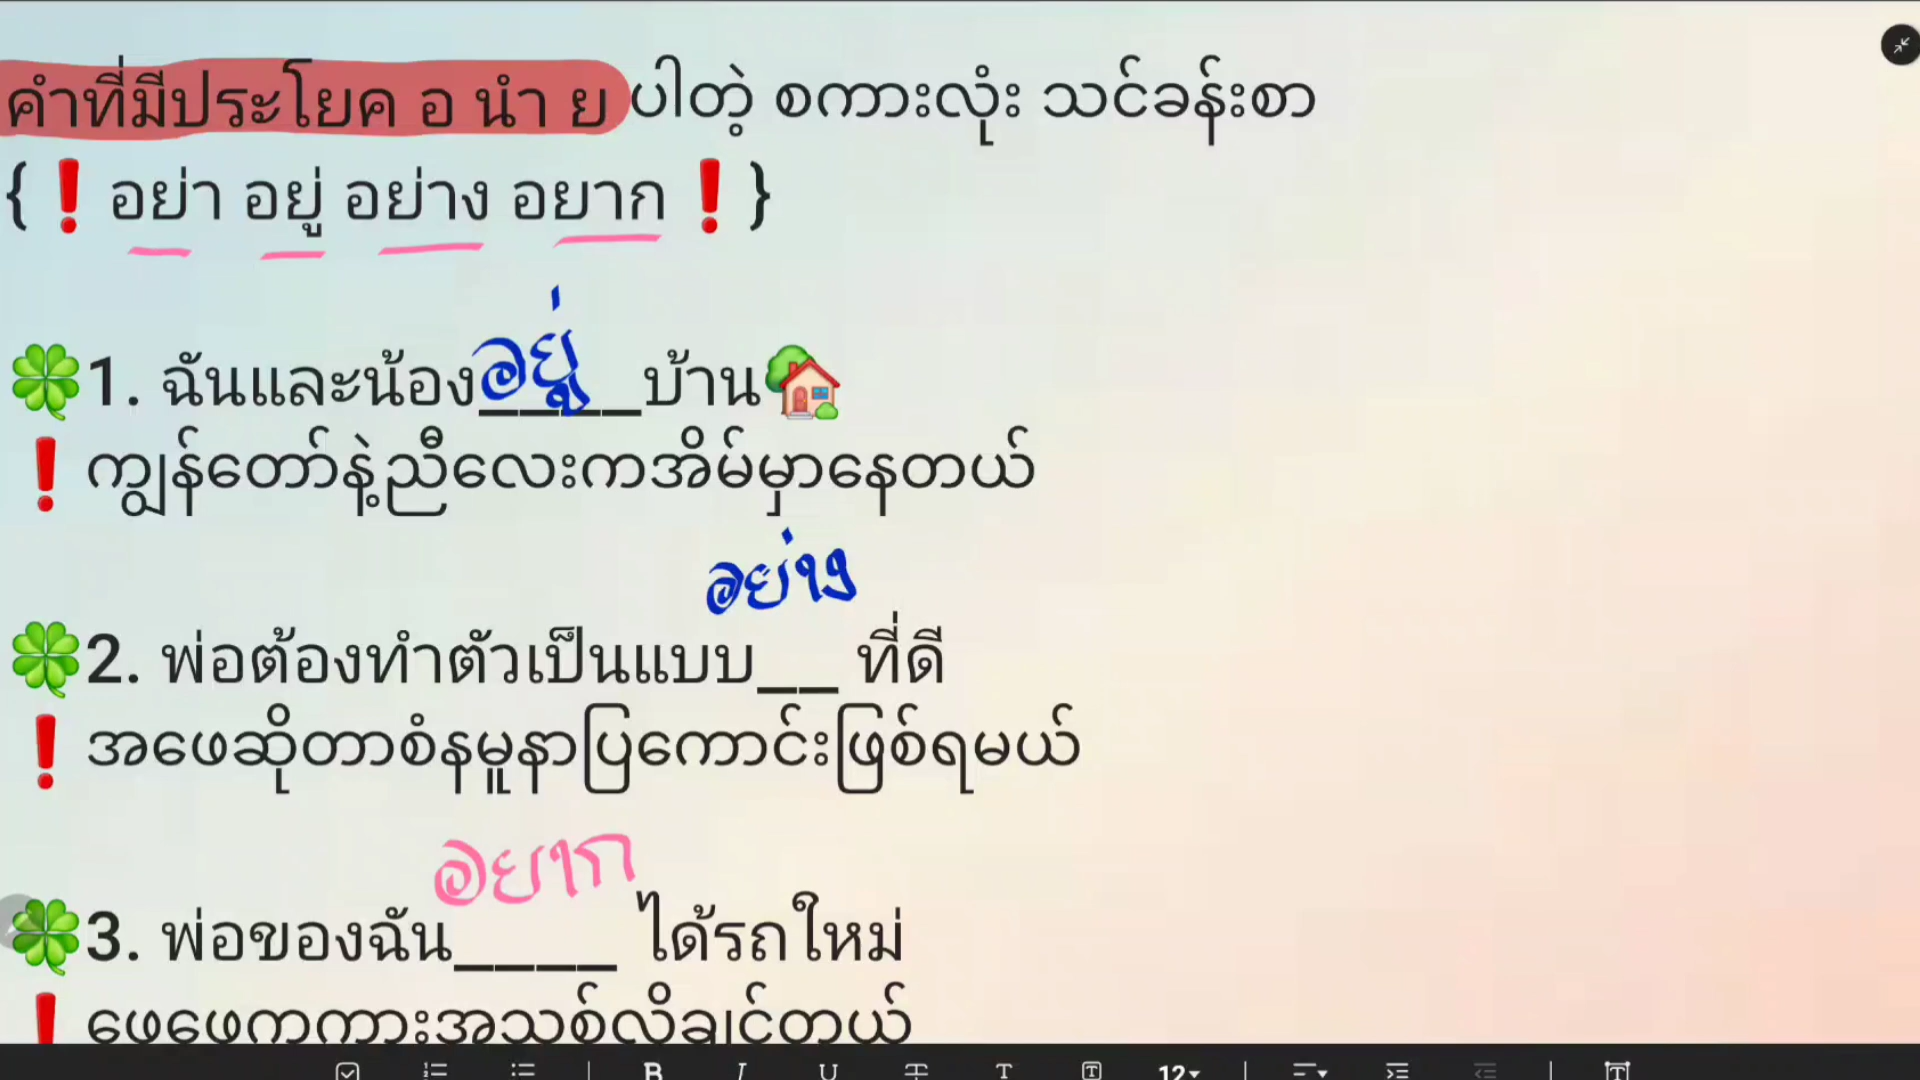 คำที่มีประโยค อ นำ ย ပါတဲ့ စကားလုံး သင်ခန်းစာ
{❗อย่า อยู่ อย่าง อยาก❗}
อยู่
🍀1. ฉันและน้อง____บ้าน🏡
❗ကျွန်တော်နဲ့ညီလေးကအိမ်မှာနေတယ်
อย่าง
🍀2. พ่อต้องทำตัวเป็นแบบ__ ที่ดี
❗အဖေဆိုတာစံနမူနာပြကောင်းဖြစ်ရမယ်
อยาก
🍀3. พ่อของฉัน____ ได้รถใหม่
❗ဖေဖေကကားအသစ်လိုချင်တယ်
B I U T T T 12 T